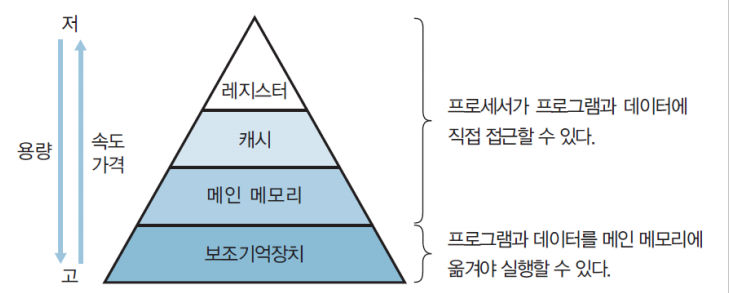 저
레지스터
캐시
메인 메모리
보조기억장치
용량
속도
가격
고
프로세서가 프로그램과 데이터에
직접 접근할 수 있다.
프로그램과 데이터를 메인 메모리에
옮겨야 실행할 수 있다.